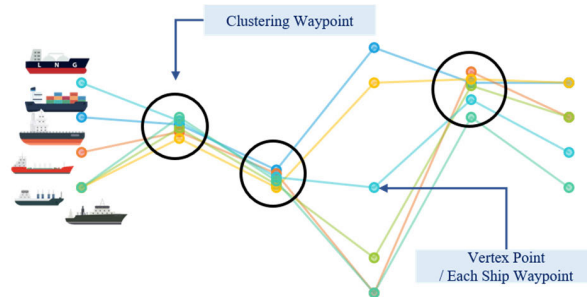 Clustering Waypoint
L N G
Vertex Point
/ Each Ship Waypoint